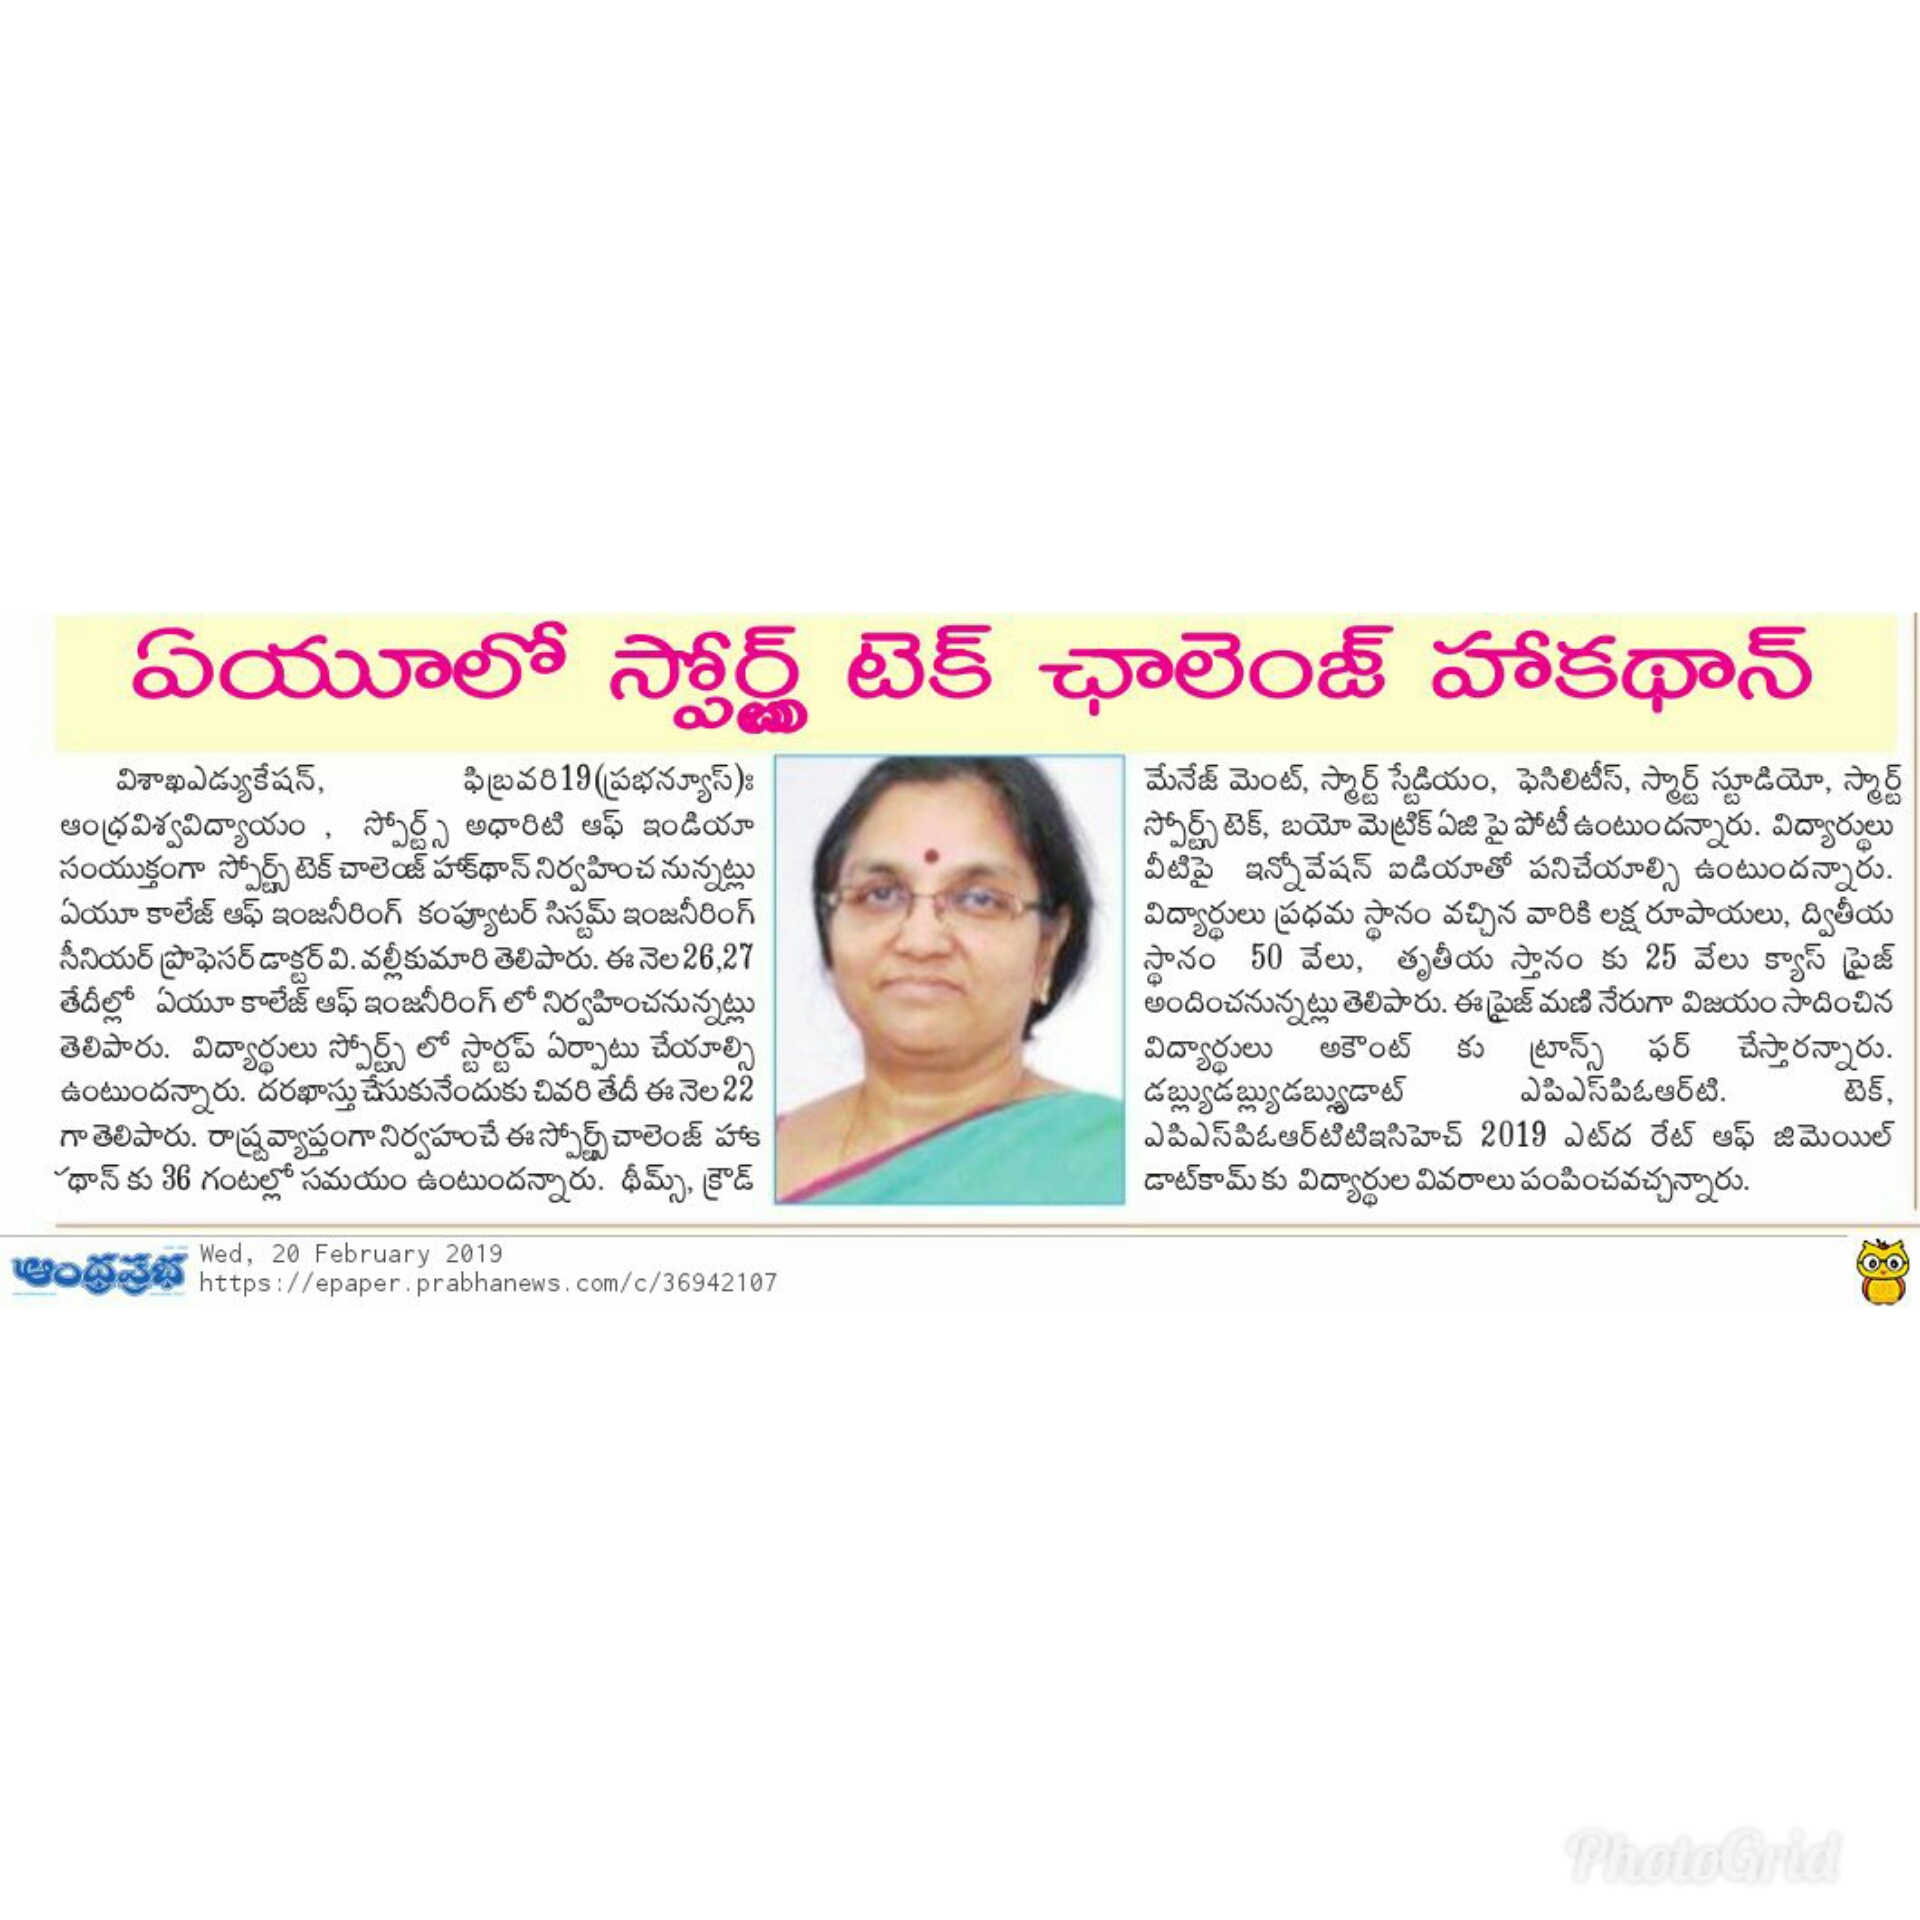 ఏయూలో స్పోర్ట్స్ టెక్ ఛాలెంజ్ హాకథాన్
విశాఖఎడ్యుకేషన్, ఫిబ్రవరి19(ప్రభన్యూస్)ః
ఆంధ్రవిశ్వవిద్యాయం , స్పోర్ట్స్ అధారిటి ఆఫ్ ఇండియా
సంయుక్తంగా స్పోర్ట్స్ టెక్ చాలెంజ్ హాక్‌థాన్ నిర్వహించ నున్నట్లు
ఏయూ కాలేజ్ ఆఫ్ ఇంజనీరింగ్ కంప్యూటర్ సిస్టమ్ ఇంజనీరింగ్
సీనియర్ ప్రొఫెసర్ డాక్టర్ వి. వల్లీకుమారి తెలిపారు. ఈ నెల 26,27
తేదీల్లో ఏయూ కాలేజ్ ఆఫ్ ఇంజనీరింగ్ లో నిర్వహించనున్నట్లు
తెలిపారు. విద్యార్థులు స్పోర్ట్స్ లో స్టార్టప్ ఏర్పాటు చేయాల్సి
ఉంటుందన్నారు. దరఖాస్తు చేసుకునేందుకు చివరి తేదీ ఈ నెల 22
గా తెలిపారు. రాష్ట్రవ్యాప్తంగా నిర్వహంచే ఈ స్పోర్ట్స్ చాలెంజ్ హాక
థాన్ కు 36 గంటల్లో సమయం ఉంటుందన్నారు. థీమ్స్, క్రౌడ్
మేనేజ్ మెంట్, స్మార్ట్ స్టేడియం, ఫెసిలిటీస్, స్మార్ట్ స్టూడియో, స్మార్ట్
స్పోర్ట్స్ టెక్, బయో మెట్రిక్ ఏజి పై పోటీ ఉంటుందన్నారు. విద్యార్థులు
వీటిపై ఇన్నోవేషన్ ఐడియాతో పనిచేయాల్సి ఉంటుందన్నారు.
విద్యార్థులు ప్రధమ స్థానం వచ్చిన వారికి లక్ష రూపాయలు, ద్వితీయ
స్థానం 50 వేలు, తృతీయ స్తానం కు 25 వేలు క్యాస్ ప్రైజ్
అందించనున్నట్లు తెలిపారు. ఈ ప్రైజ్ మణి నేరుగా విజయం సాదించిన
విద్యార్థులు అకౌంట్ కు ట్రాన్స్ ఫర్ చేస్తారన్నారు.
డబ్ల్యుడబ్ల్యుడబ్ల్యుడాట్ ఎపిఎస్‌పిఓఆర్‌టి. టెక్,
ఎపిఎస్‌పిఓఆర్‌టిటిఇసిహెచ్ 2019 ఎట్‌ద రేట్ ఆఫ్ జిమెయిల్
డాట్‌కామ్ కు విద్యార్థుల వివరాలు పంపించవచ్చన్నారు.
ఆంధ్రప్రభ
Wed, 20 February 2019
https://epaper.prabhanews.com/c/36942107
PhotoGrid